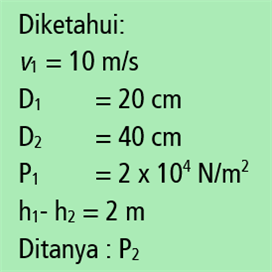 Diketahui:
v₁ = 10 m/s
D₁ = 20 cm
D₂ = 40 cm
P₁ = 2 x 10⁴ N/m²
h₁- h₂ = 2 m
Ditanya : P₂